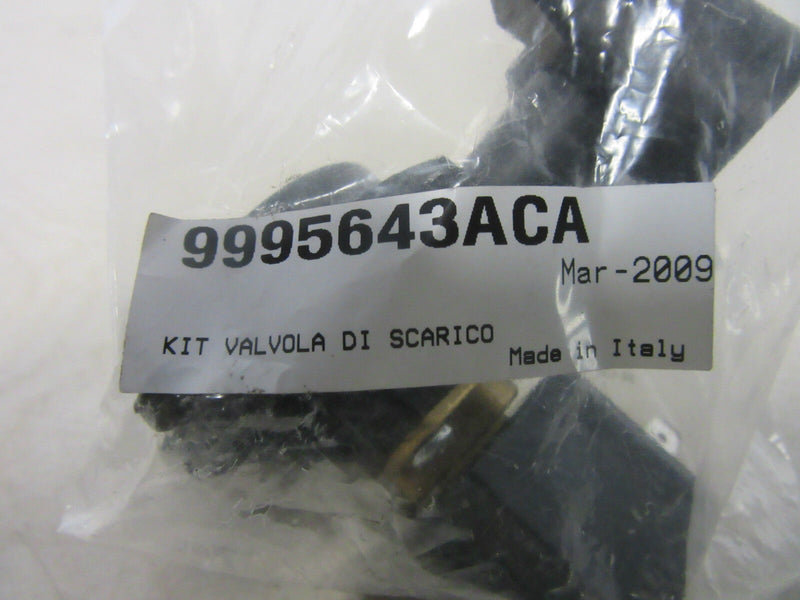 9995643ACA
Mar-2009
KIT VALVOLA DI SCARICO
Made in Italy